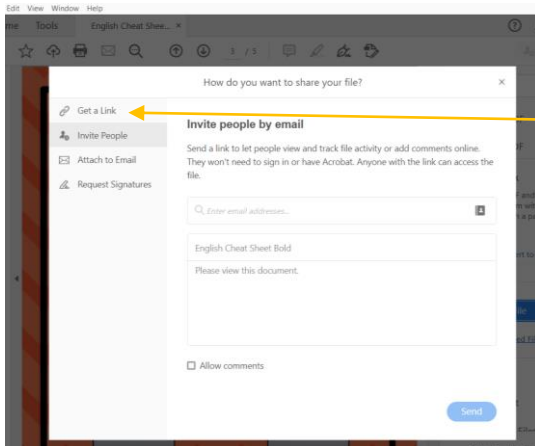 Edit View Window Help
me Tools English Cheat Shee... ×
1 / 1
How do you want to share your file? ×
Get a Link
Invite People
Attach to Email
Request Signatures
Invite people by email
Send a link to let people view and track file activity or add comments online.
They won't need to sign in or have Acrobat. Anyone with the link can access the
file.
Enter email addresses...
English Cheat Sheet Bold
Please view this document.
Allow comments
Send